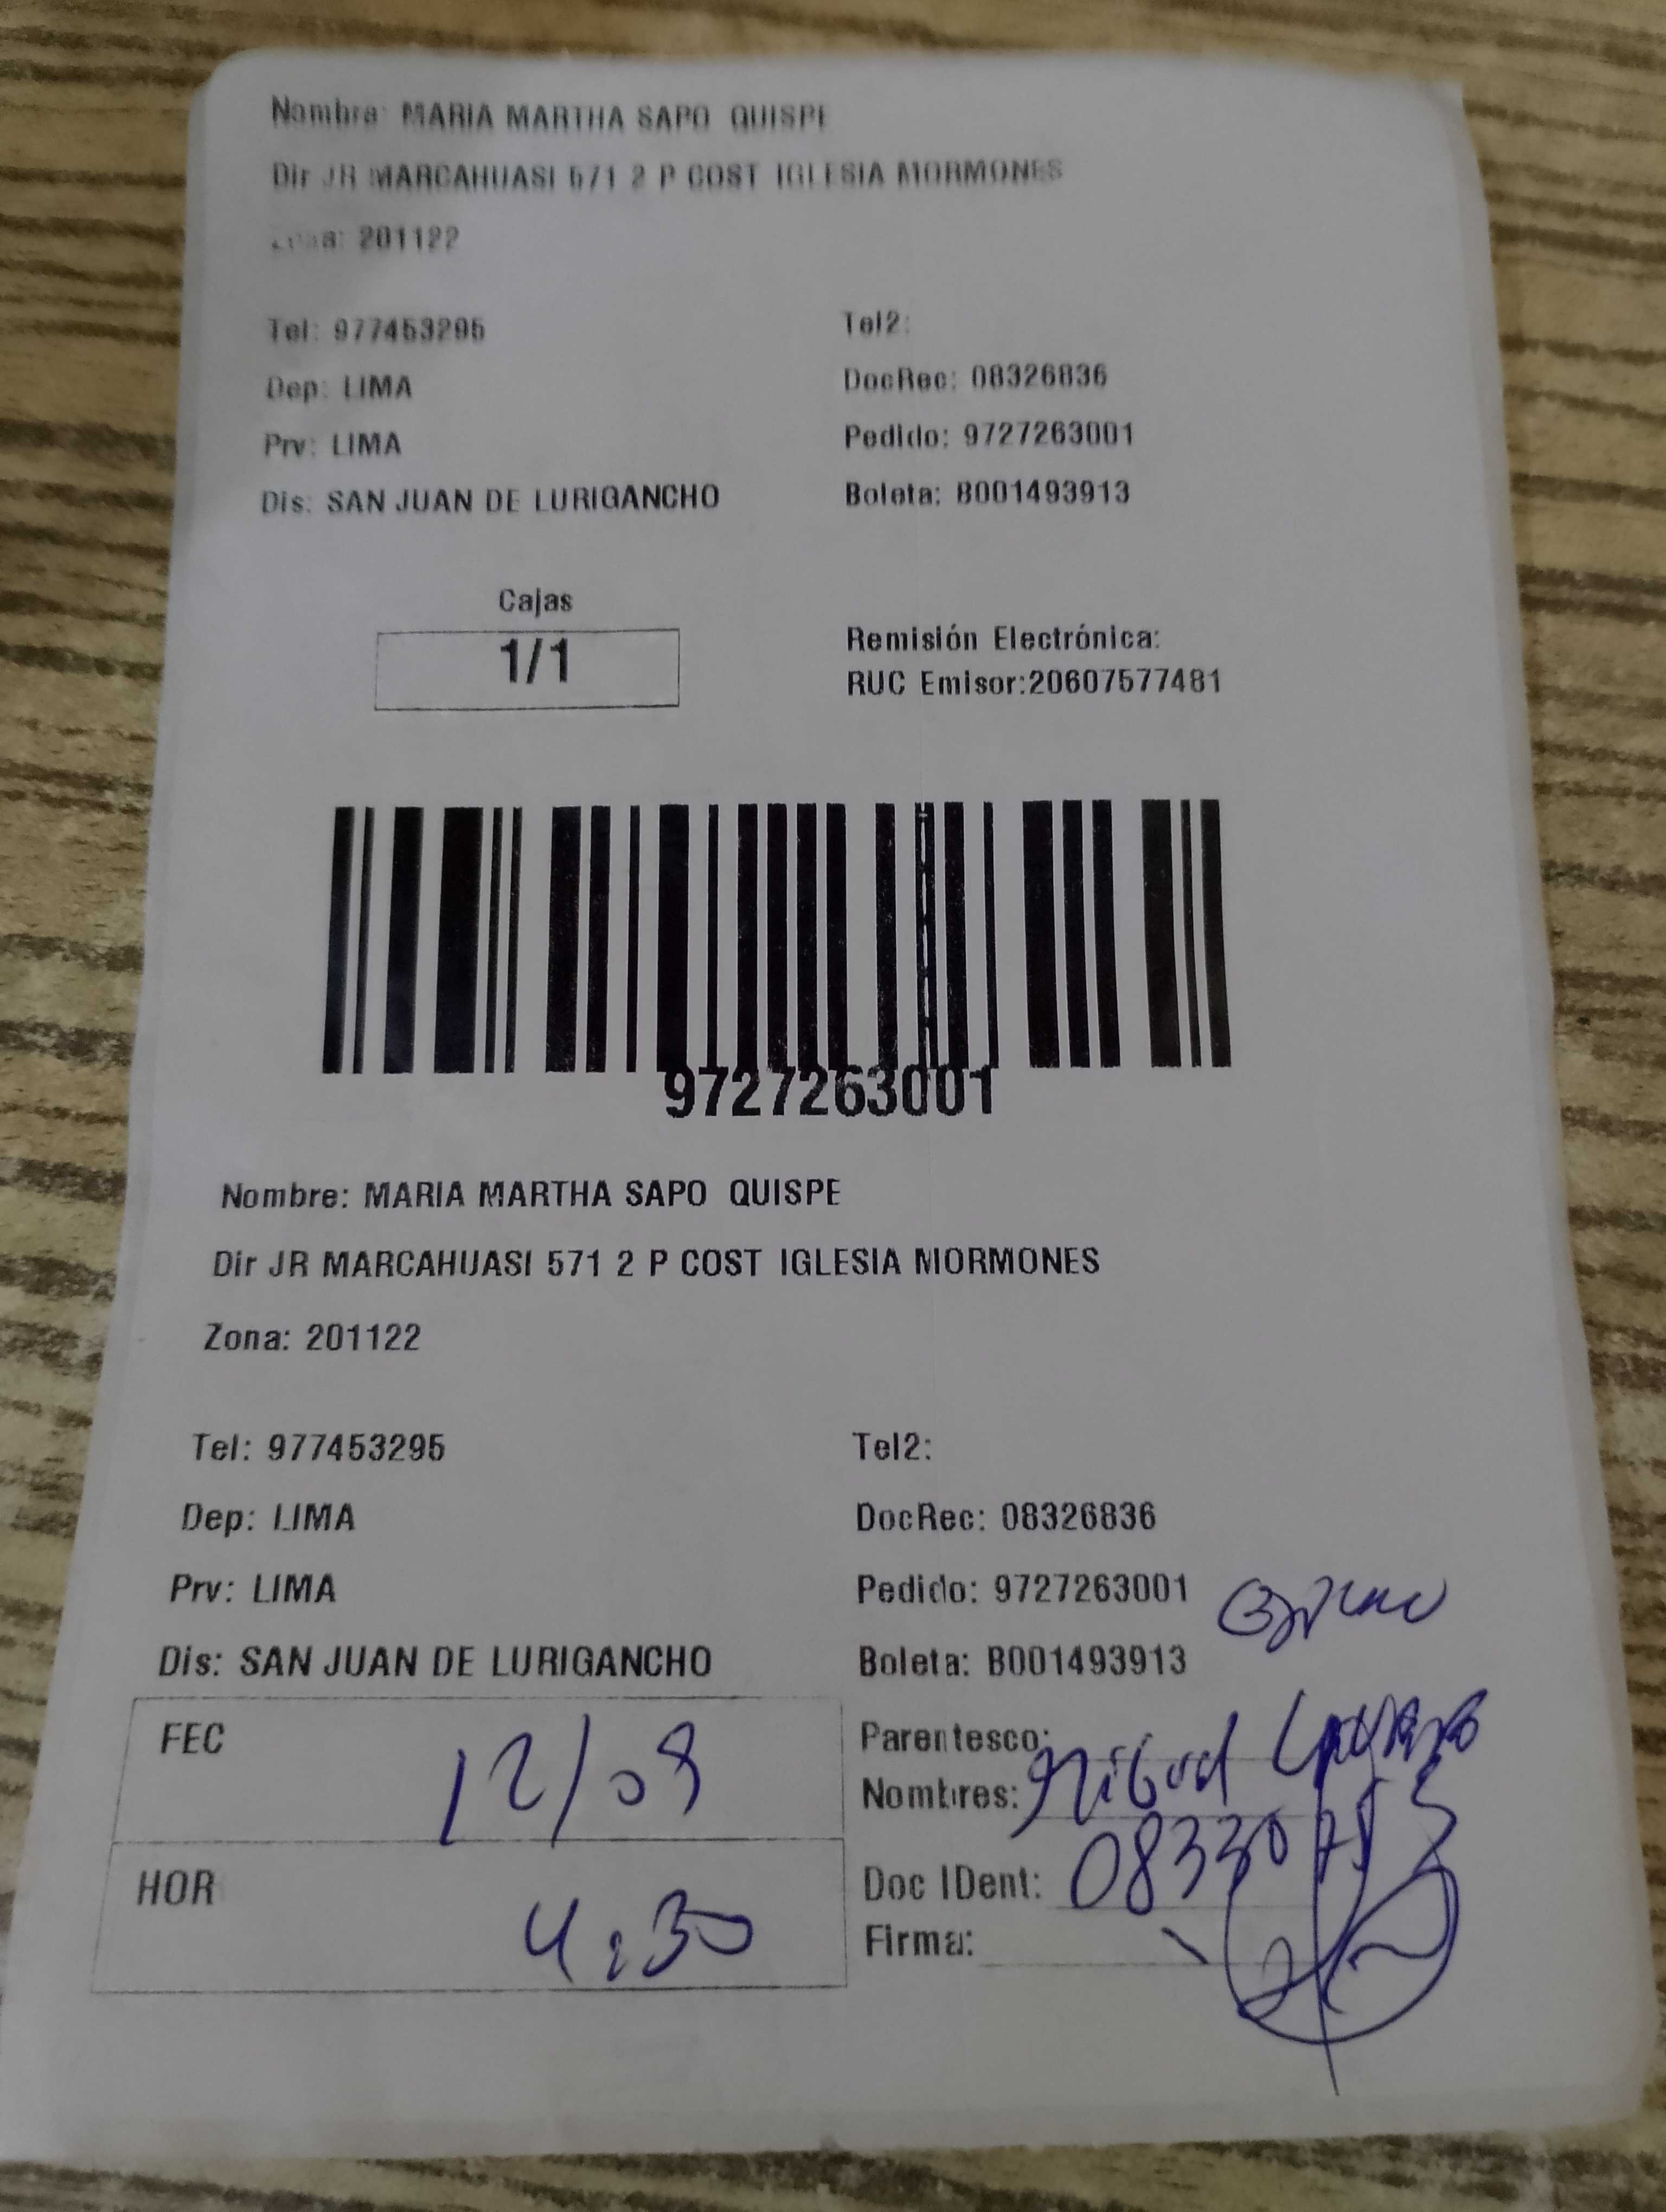 Nombre: MARIA MARTHA SAPO QUISPE
Dir JR MARCAHUASI 571 2 P COST IGLESIA MORMONES
Zona: 201122
Tel: 977453295
Tel2:
Dep: LIMA
DocRec: 08326836
Prv: LIMA
Pedido: 9727263001
Dis: SAN JUAN DE LURIGANCHO
Boleta: B001493913
Cajas
1/1
Remisión Electrónica:
RUC Emisor:20607577481
9727263001
Nombre: MARIA MARTHA SAPO QUISPE
Dir JR MARCAHUASI 571 2 P COST IGLESIA MORMONES
Zona: 201122
Tel: 977453295
Tel2:
Dep: LIMA
DocRec: 08326836
Prv: LIMA
Pedido: 9727263001
Dis: SAN JUAN DE LURIGANCHO
Boleta: B001493913
FEC 12/09
Parentesco:
Nombres:
HOR 4:30
Doc IDent:
Firma: